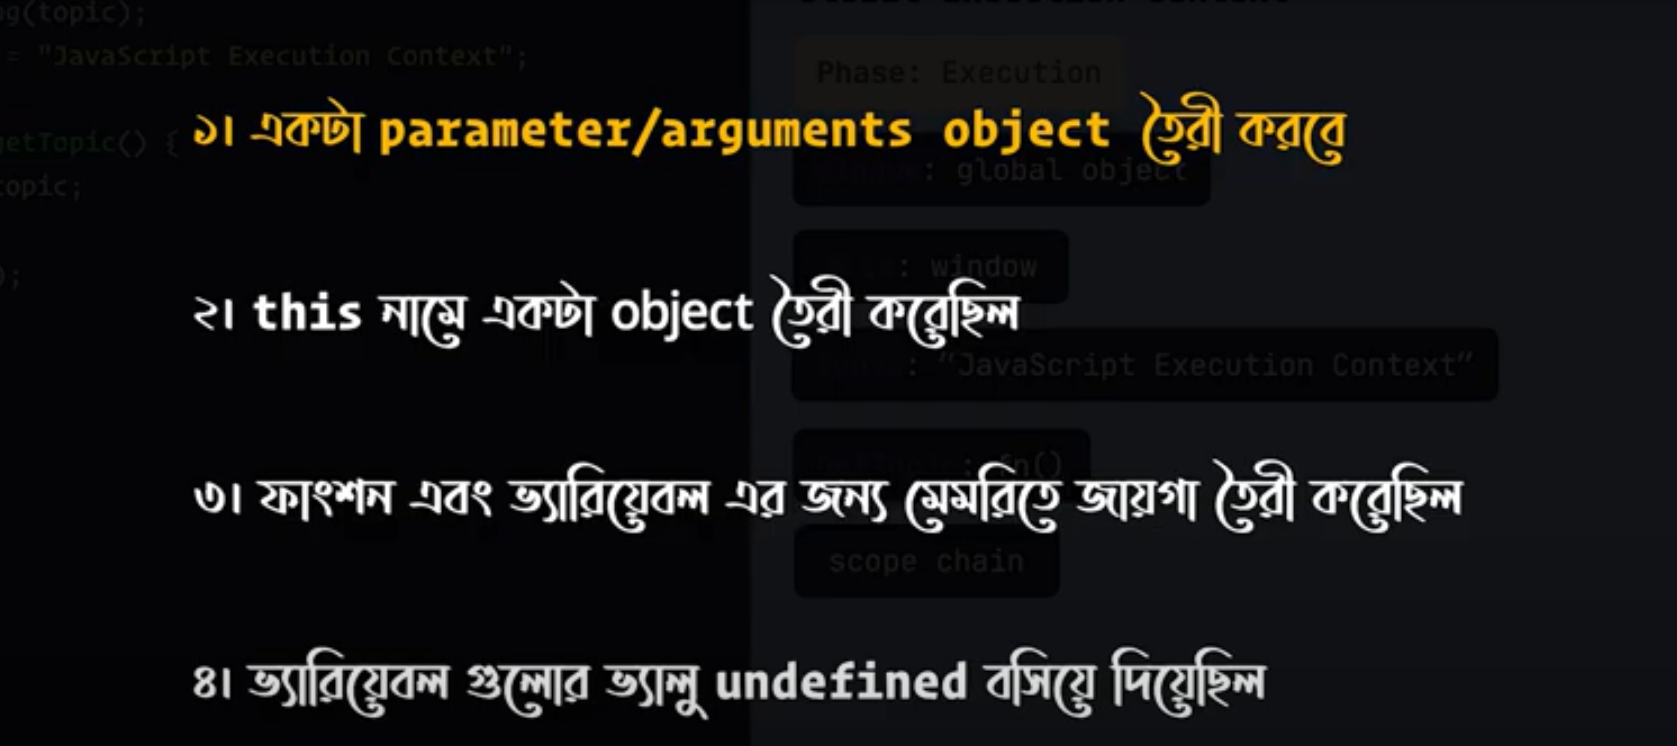 g(topic);
= "JavaScript Execution Context";
Phase: Execution
১। একটা parameter/arguments object তৈরী করবে
getTopic() {
: global object
topic;
: window
);
২। this নামে একটা object তৈরী করেছিল
: "JavaScript Execution Context"
: fn()
৩। ফাংশন এবং ভ্যারিয়েবল এর জন্য মেমরিতে জায়গা তৈরী করেছিল
scope chain
৪। ভ্যারিয়েবল গুলোর ভ্যালু undefined বসিয়ে দিয়েছিল